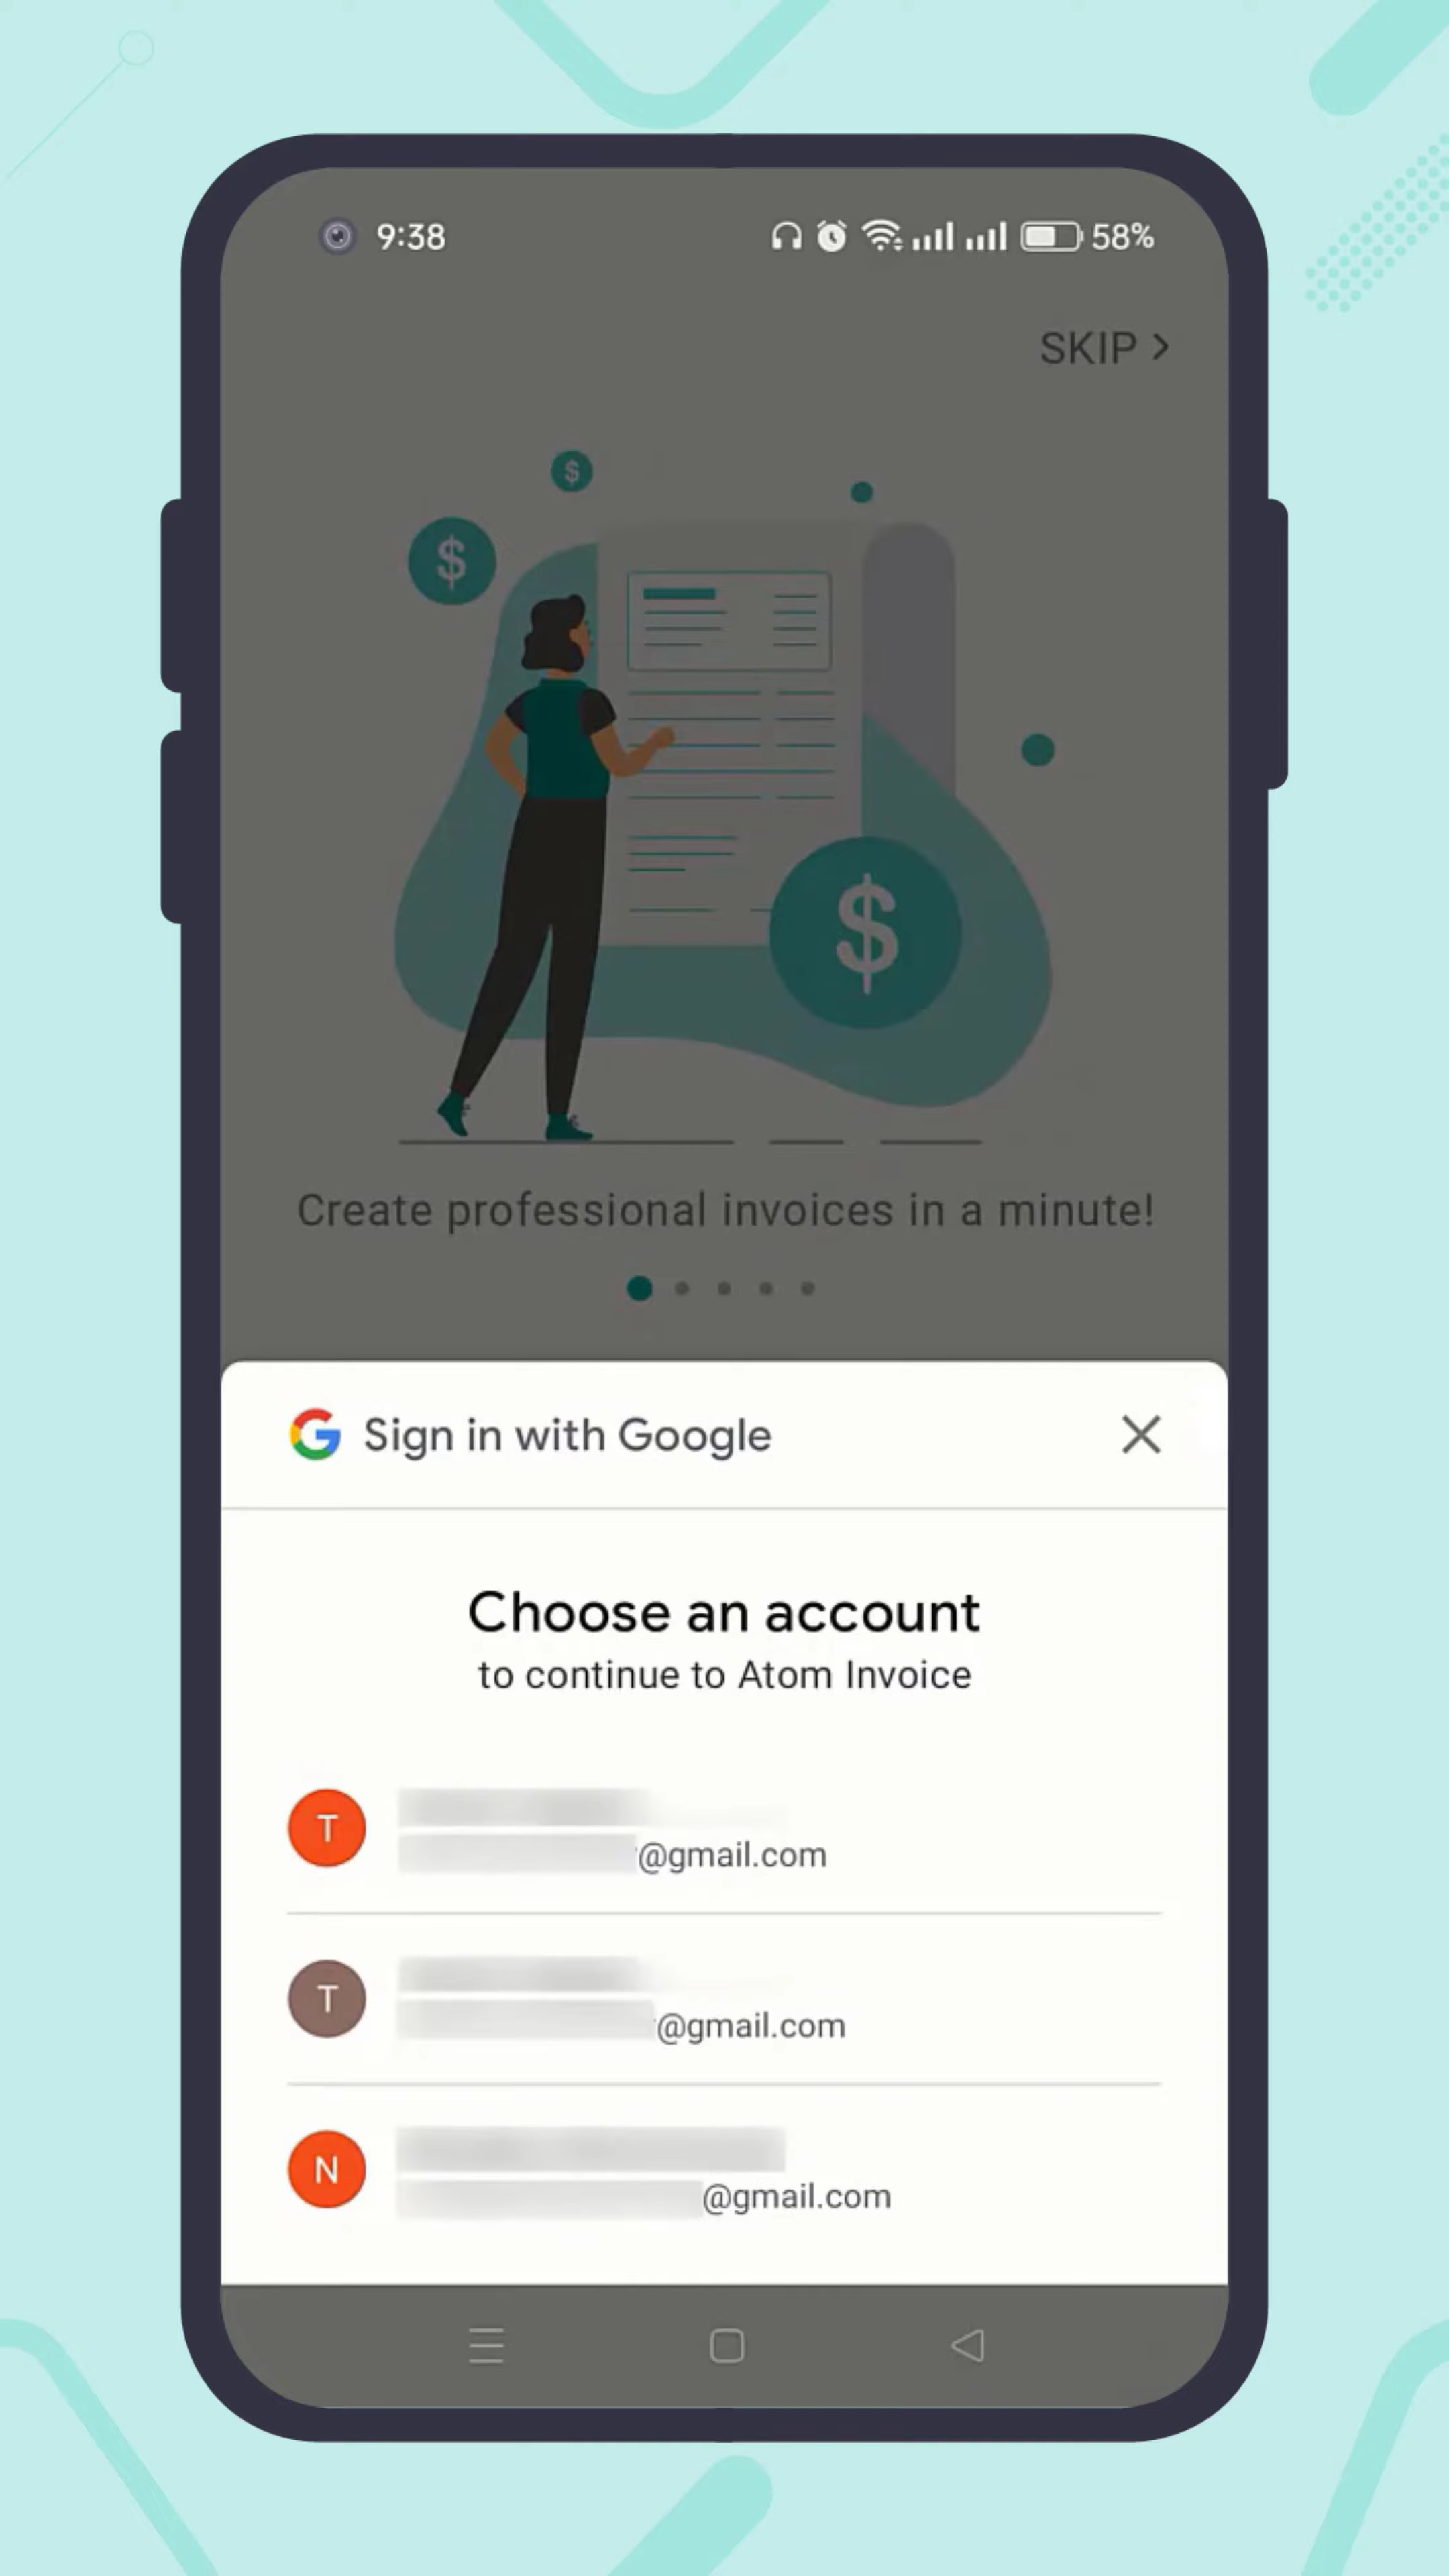 9:38 58%
SKIP >
$
$
$
Create professional invoices in a minute!
G Sign in with Google
Choose an account
to continue to Atom Invoice
T
@gmail.com
T
@gmail.com
N
@gmail.com